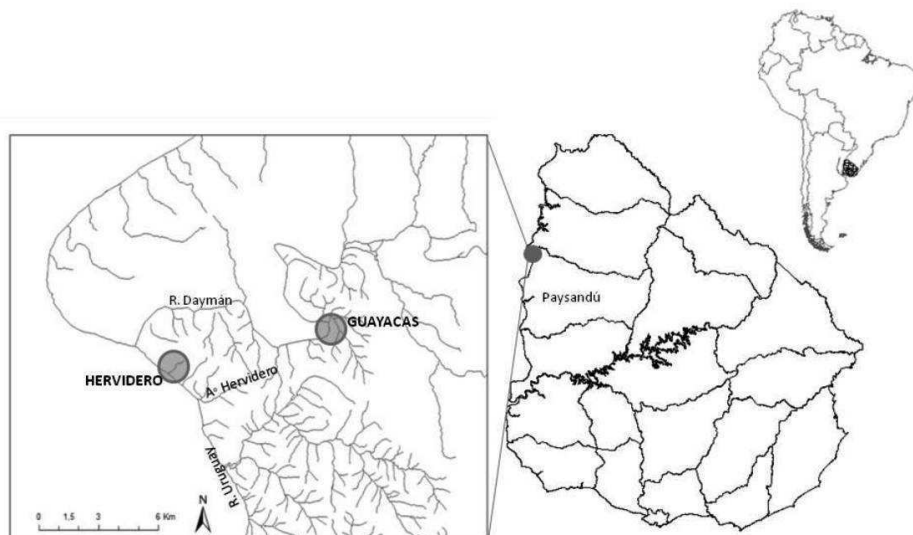 R. Daymán
GUAYACAS
HERVIDERO
Aº Hervidero
R. Uruguay
N
0 1,5 3 6 Km
Paysandú